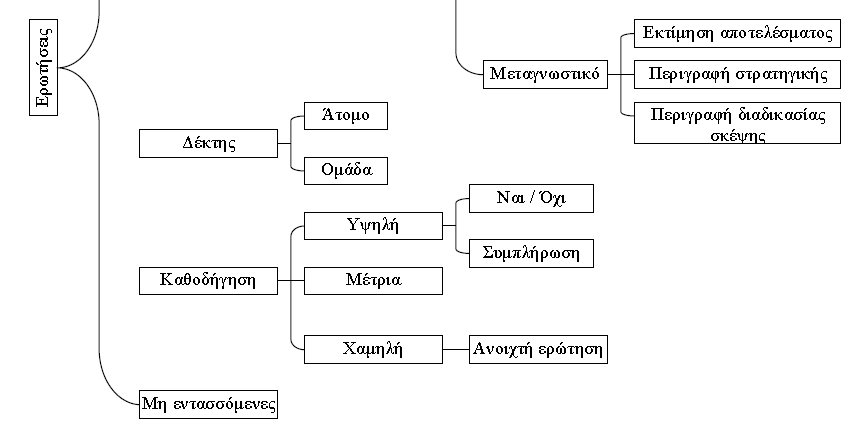 Ερωτήσεις
Μεταγνωστικό
Εκτίμηση αποτελέσματος
Περιγραφή στρατηγικής
Περιγραφή διαδικασίας
σκέψης
Δέκτης
Άτομο
Ομάδα
Καθοδήγηση
Υψηλή
Ναι / Όχι
Συμπλήρωση
Μέτρια
Χαμηλή
Ανοιχτή ερώτηση
Μη εντασσόμενες